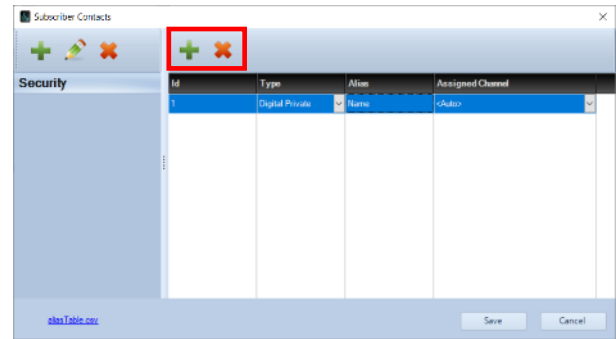 Subscriber Contacts
Security
Id Type Alias Assigned Channel
1 Digital Private Name <Auto>
aliasTable.csv
Save Cancel